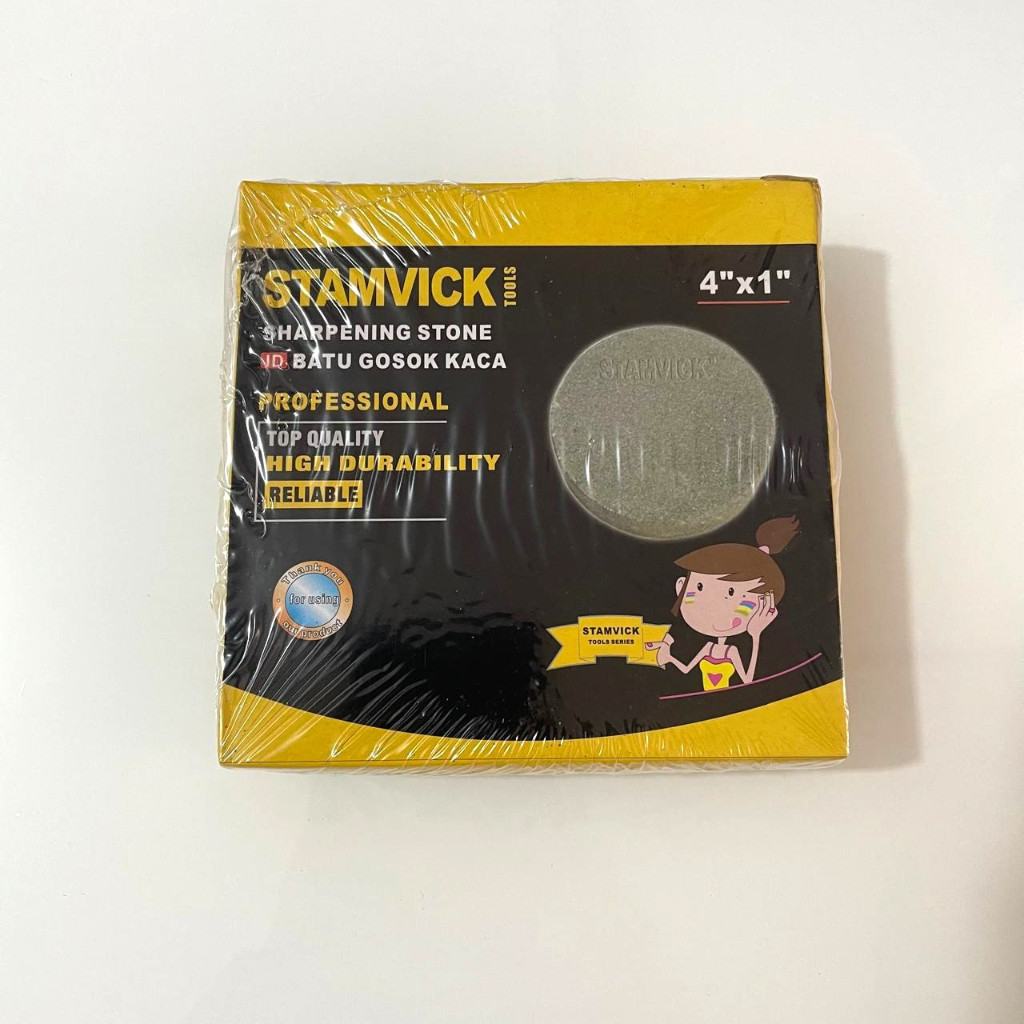 STAMVICK TOOLS
4"x1"
SHARPENING STONE
JD BATU GOSOK KACA
STAMVICK
PROFESSIONAL
TOP QUALITY
HIGH DURABILITY
RELIABLE
Thank you
for using
our product
STAMVICK
TOOLS SERIES